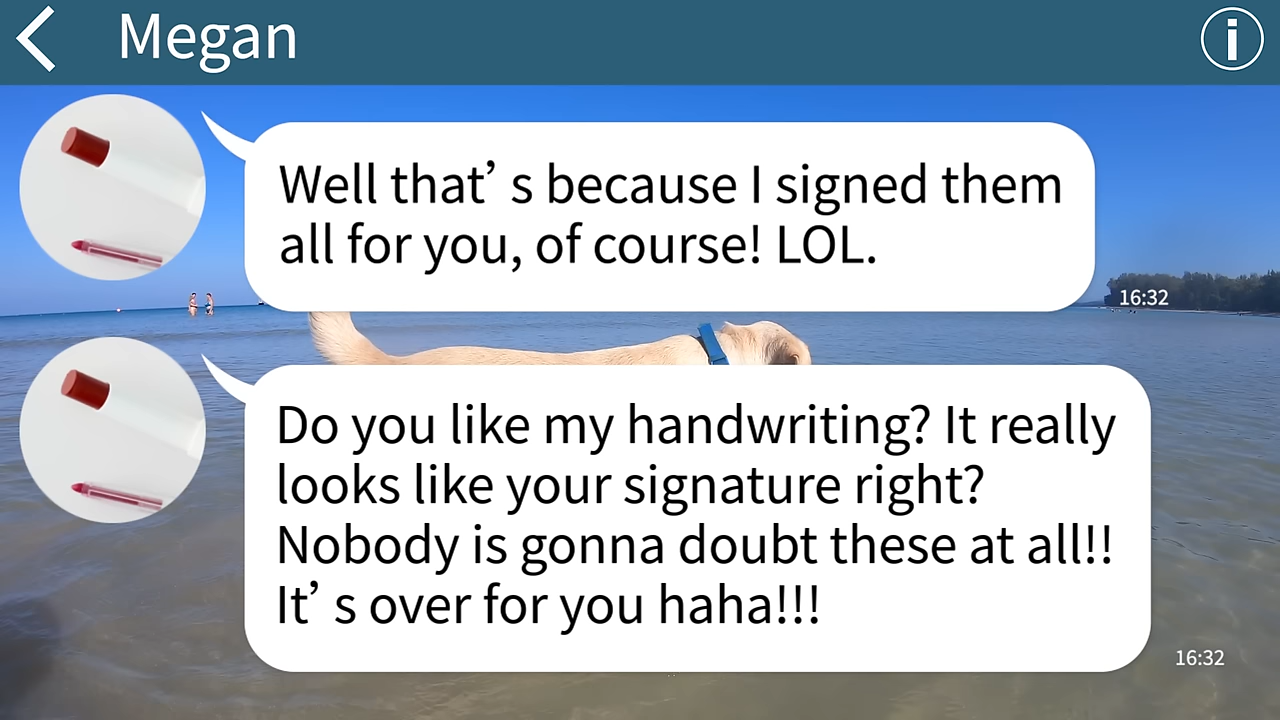 Megan
Well that’s because I signed them
all for you, of course! LOL.
16:32
Do you like my handwriting? It really
looks like your signature right?
Nobody is gonna doubt these at all!!
It’s over for you haha!!!
16:32